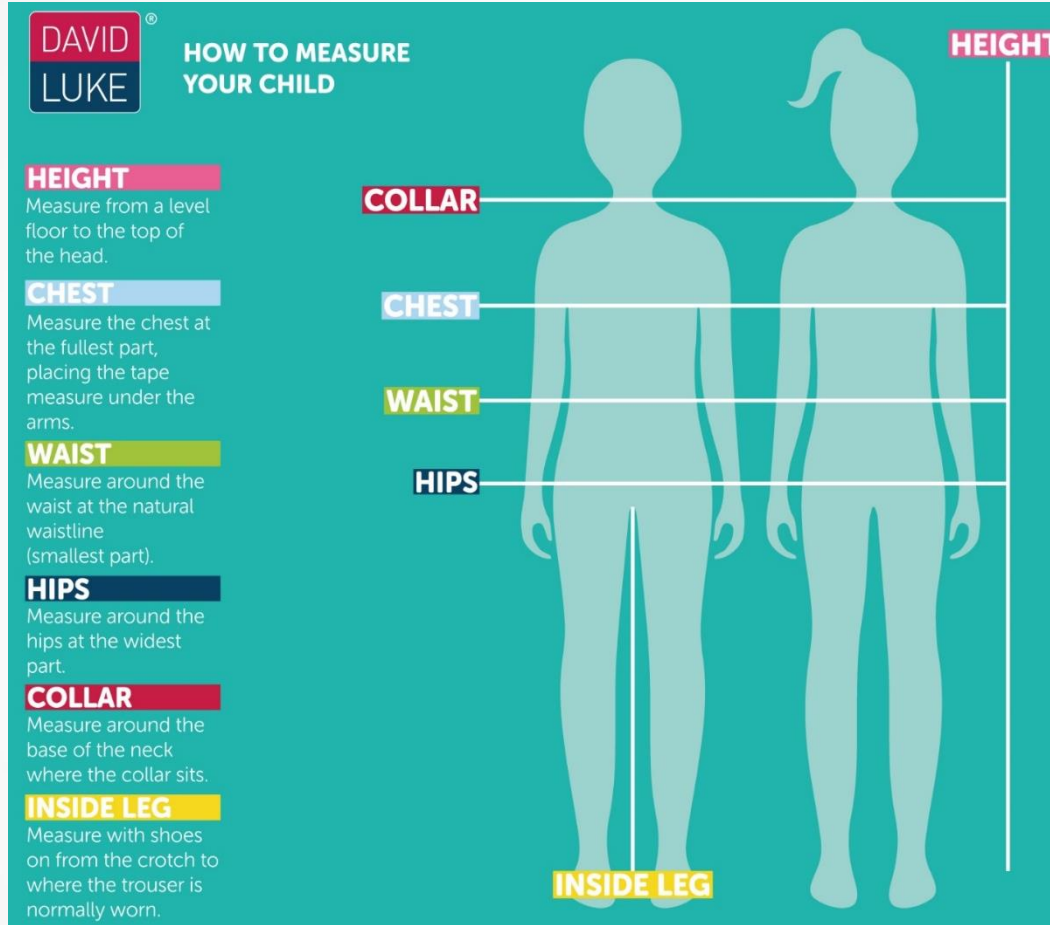 DAVID
LUKE
®
HOW TO MEASURE
YOUR CHILD
HEIGHT
Measure from a level
floor to the top of
the head.
CHEST
Measure the chest at
the fullest part,
placing the tape
measure under the
arms.
WAIST
Measure around the
waist at the natural
waistline
(smallest part).
HIPS
Measure around the
hips at the widest
part.
COLLAR
Measure around the
base of the neck
where the collar sits.
INSIDE LEG
Measure with shoes
on from the crotch to
where the trouser is
normally worn.
HEIGHT
COLLAR
CHEST
WAIST
HIPS
INSIDE LEG